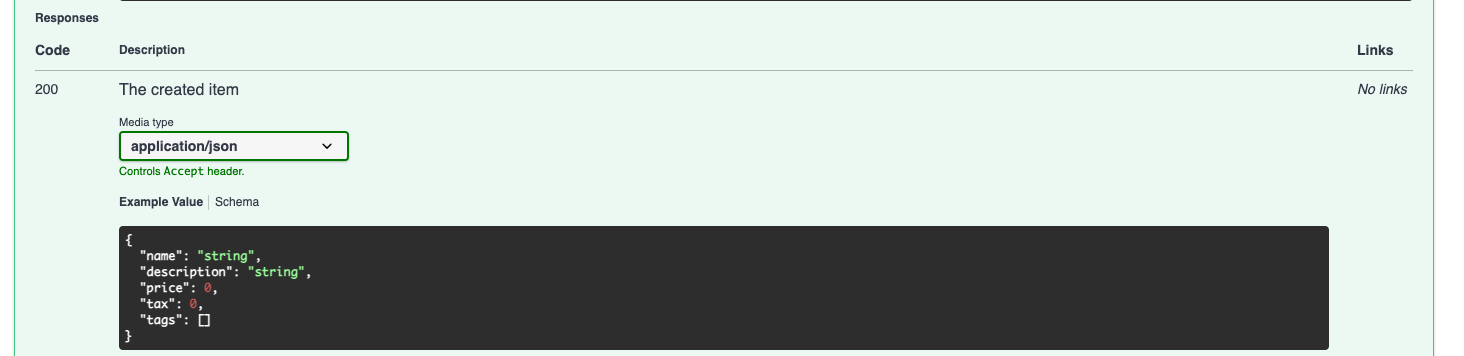 Responses
Code Description Links
200 The created item No links
Media type
application/json
Controls Accept header.
Example Value Schema
{
  "name": "string",
  "description": "string",
  "price": 0,
  "tax": 0,
  "tags": []
}